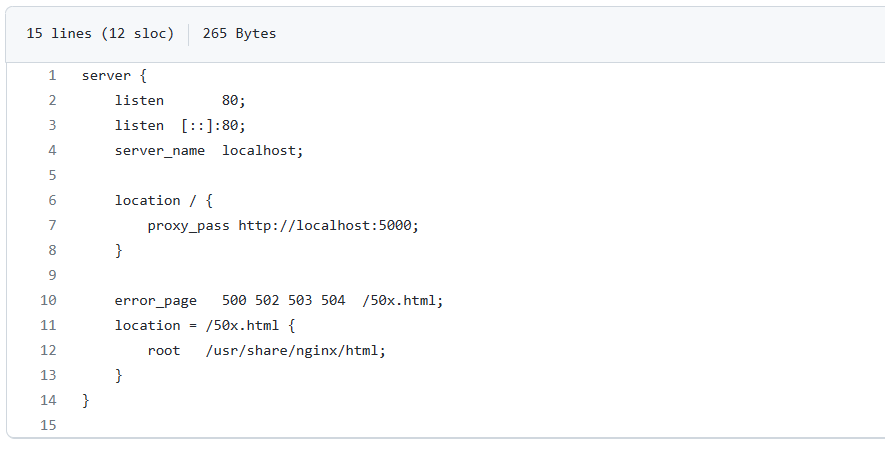 15 lines (12 sloc) 265 Bytes
1 server {
2     listen       80;
3     listen  [::]:80;
4     server_name  localhost;
5
6     location / {
7         proxy_pass http://localhost:5000;
8     }
9
10     error_page   500 502 503 504  /50x.html;
11     location = /50x.html {
12         root   /usr/share/nginx/html;
13     }
14 }
15